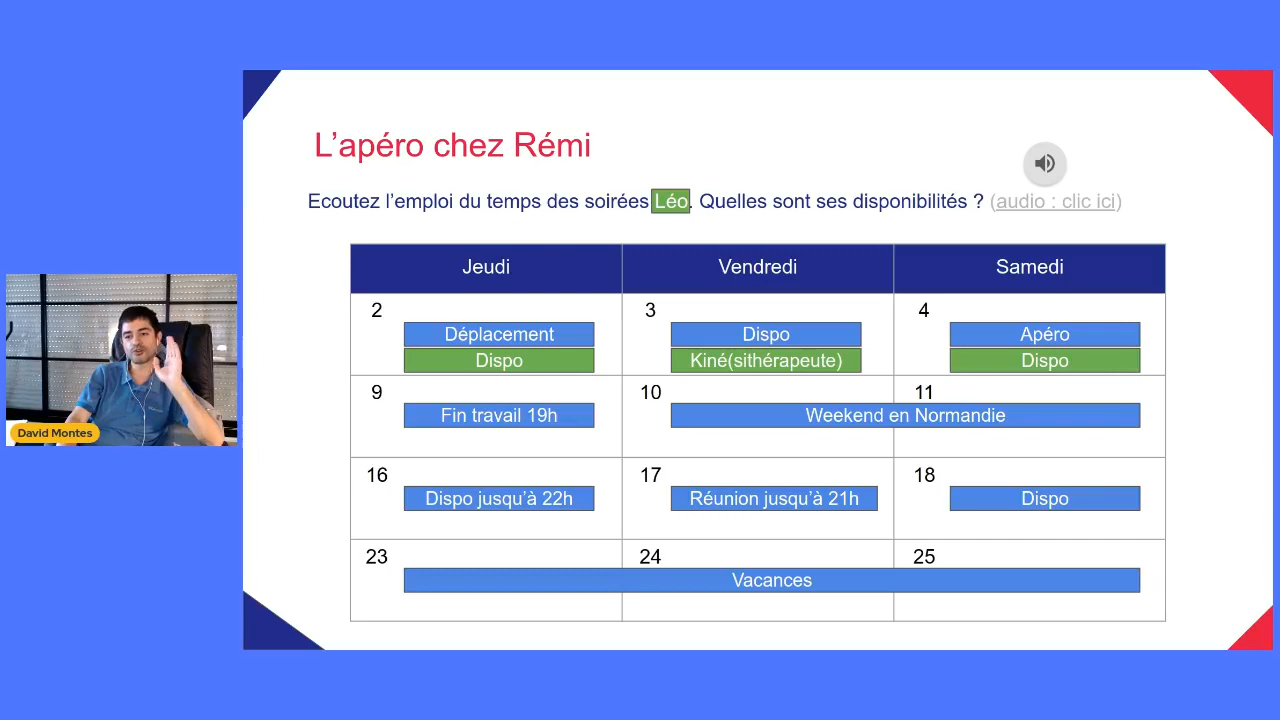 L'apéro chez Rémi
Ecoutez l'emploi du temps des soirées Léo. Quelles sont ses disponibilités ? (audio : clic ici)
Jeudi Vendredi Samedi
2 3 4
Déplacement Dispo Apéro
Dispo Kiné(sithérapeute) Dispo
9 10 11
Fin travail 19h Weekend en Normandie
16 17 18
Dispo jusqu'à 22h Réunion jusqu'à 21h Dispo
23 24 25
Vacances
David Montes